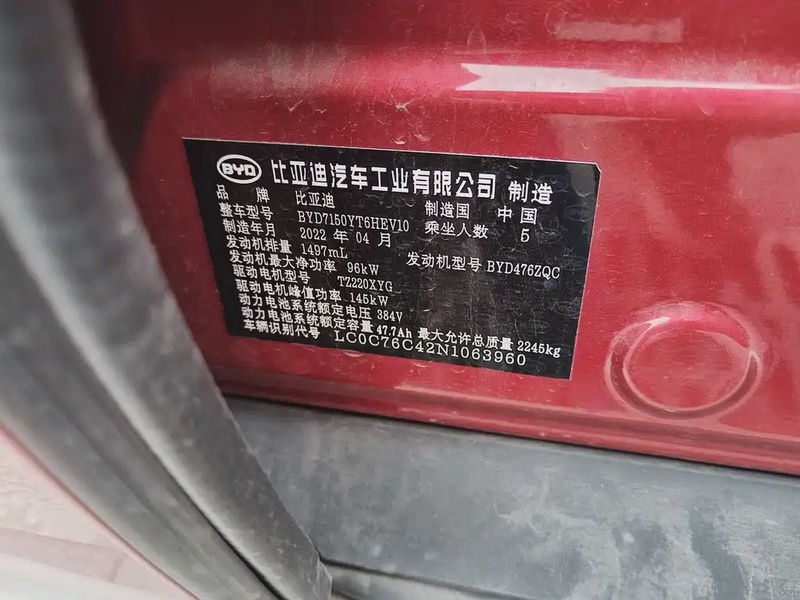 BYD 比亚迪汽车工业有限公司 制造
品牌 比亚迪 制造国 中国
整车型号 BYD7150YT6HEV10 乘坐人数 5
制造年月 2022 年 04 月
发动机排量 1497mL 发动机型号 BYD476ZQC
发动机最大净功率 96kW
驱动电机型号 TZ220XYG
驱动电机峰值功率 145kW
动力电池系统额定电压 384V
动力电池系统额定容量 47.7Ah 最大允许总质量 2245kg
车辆识别代号 LC0C76C42N1063960